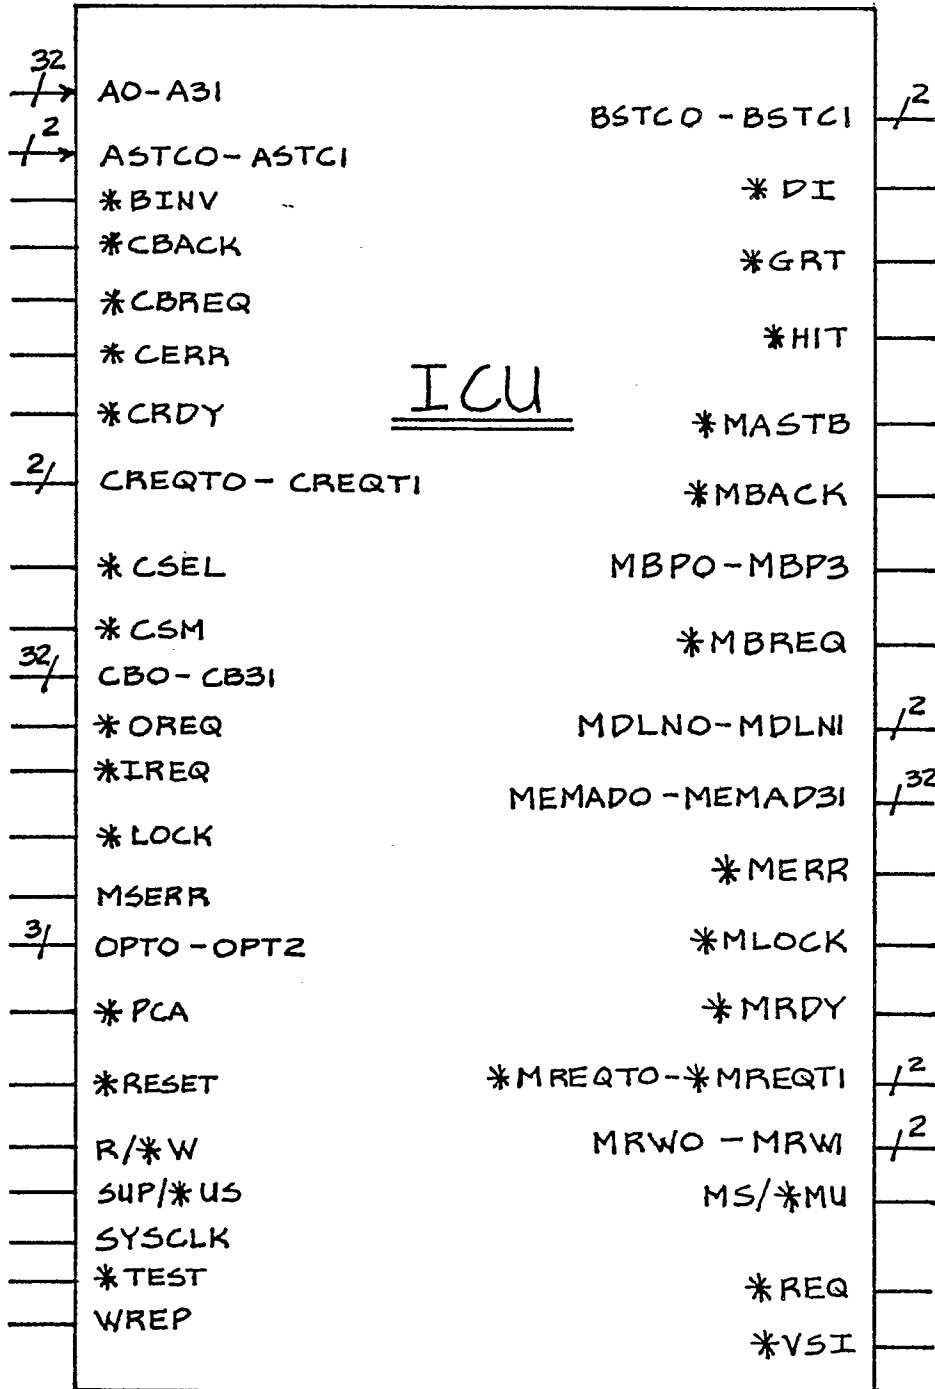 32
A0-A31
2
ASTC0-ASTC1
*BINV
*CBACK
*CBREQ
*CERR
*CRDY
2
CREQT0-CREQT1
*CSEL
*CSM
32
CB0-CB31
*OREQ
*IREQ
*LOCK
MSERR
3
OPT0-OPT2
*PCA
*RESET
R/*W
SUP/*US
SYSCLK
*TEST
WREP
ICU
BSTC0-BSTC1
2
*DI
*GRT
*HIT
*MASTB
*MBACK
MBP0-MBP3
*MBREQ
MDLN0-MDLN1
2
MEMAD0-MEMAD31
32
*MERR
*MLOCK
*MRDY
*MREQT0-*MREQT1
2
MRW0-MRW1
2
MS/*MU
*REQ
*VSI